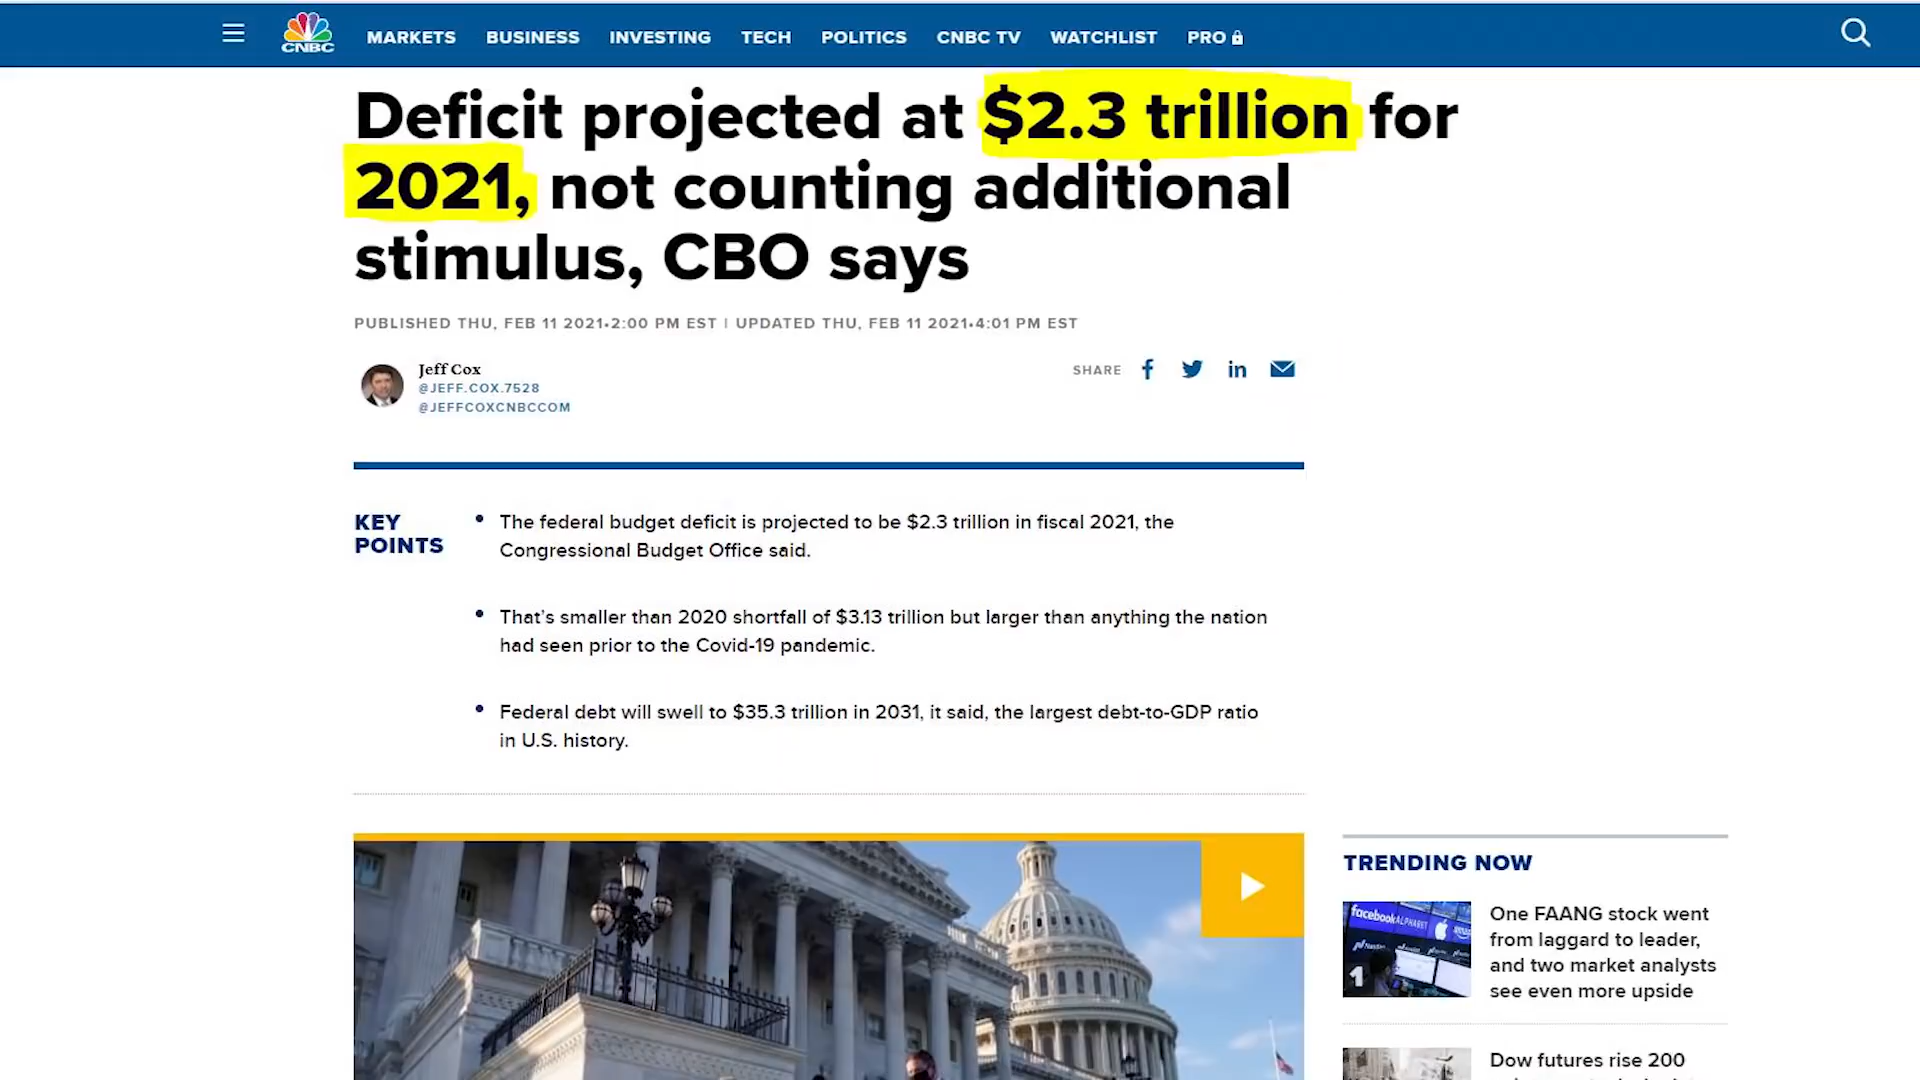 CNBC
MARKETS BUSINESS INVESTING TECH POLITICS CNBC TV WATCHLIST PRO
Deficit projected at $2.3 trillion for
2021, not counting additional
stimulus, CBO says
PUBLISHED THU, FEB 11 2021•2:00 PM EST | UPDATED THU, FEB 11 2021•4:01 PM EST
Jeff Cox
@JEFF.COX.7528
@JEFFCOXCNBCCOM
SHARE
KEY
POINTS
• The federal budget deficit is projected to be $2.3 trillion in fiscal 2021, the
Congressional Budget Office said.
• That’s smaller than 2020 shortfall of $3.13 trillion but larger than anything the nation
had seen prior to the Covid-19 pandemic.
• Federal debt will swell to $35.3 trillion in 2031, it said, the largest debt-to-GDP ratio
in U.S. history.
TRENDING NOW
facebook ALPHABET
1
One FAANG stock went
from laggard to leader,
and two market analysts
see even more upside
Dow futures rise 200